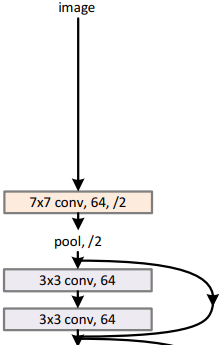 image
7x7 conv, 64, /2
pool, /2
3x3 conv, 64
3x3 conv, 64